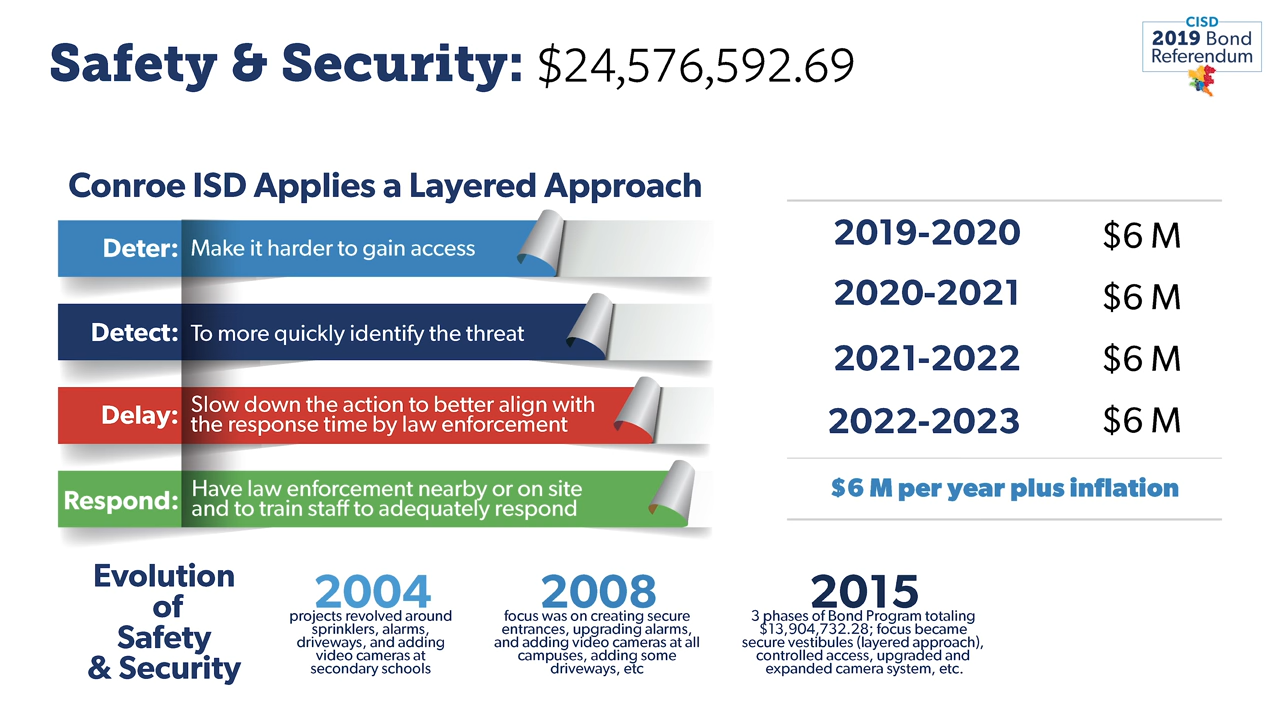 Safety & Security: $24,576,592.69
CISD
2019 Bond
Referendum
Conroe ISD Applies a Layered Approach
Deter: Make it harder to gain access
Detect: To more quickly identify the threat
Delay: Slow down the action to better align with
the response time by law enforcement
Respond: Have law enforcement nearby or on site
and to train staff to adequately respond
2019-2020 $6 M
2020-2021 $6 M
2021-2022 $6 M
2022-2023 $6 M
$6 M per year plus inflation
Evolution
of
Safety
& Security
2004
projects revolved around
sprinklers, alarms,
driveways, and adding
video cameras at
secondary schools
2008
focus was on creating secure
entrances, upgrading alarms,
and adding video cameras at all
campuses, adding some
driveways, etc
2015
3 phases of Bond Program totaling
$13,904,732.28; focus became
secure vestibules (layered approach),
controlled access, upgraded and
expanded camera system, etc.